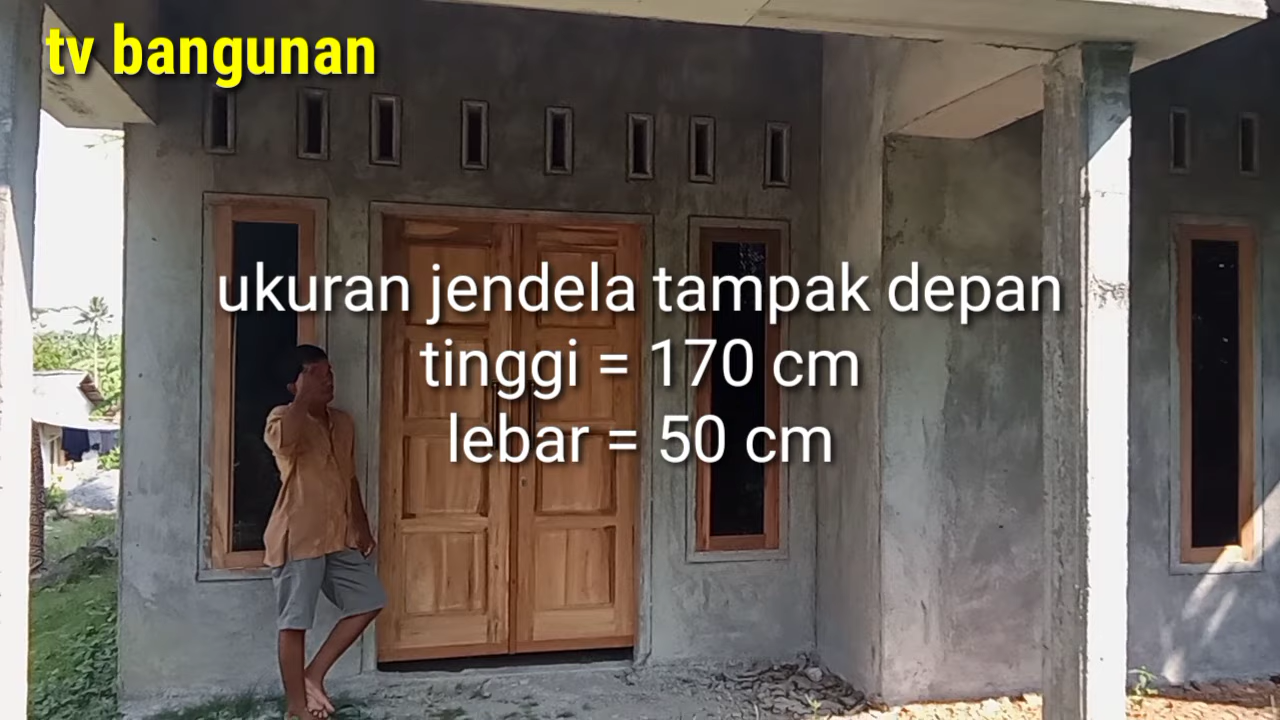 tv bangunan
ukuran jendela tampak depan
tinggi = 170 cm
lebar = 50 cm